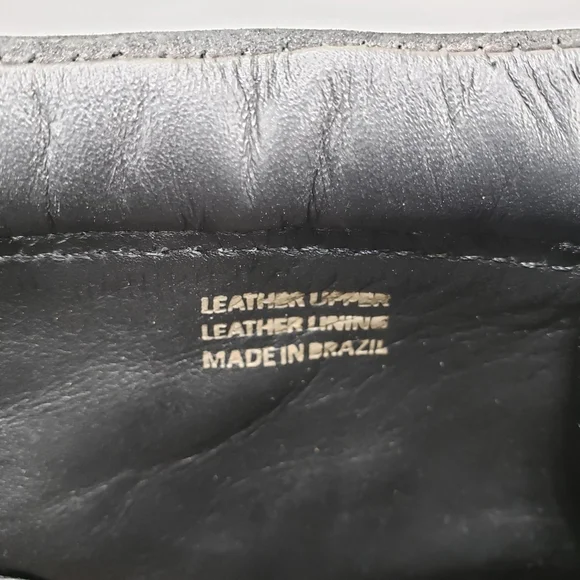 LEATHER UPPER
LEATHER LINING
MADE IN BRAZIL